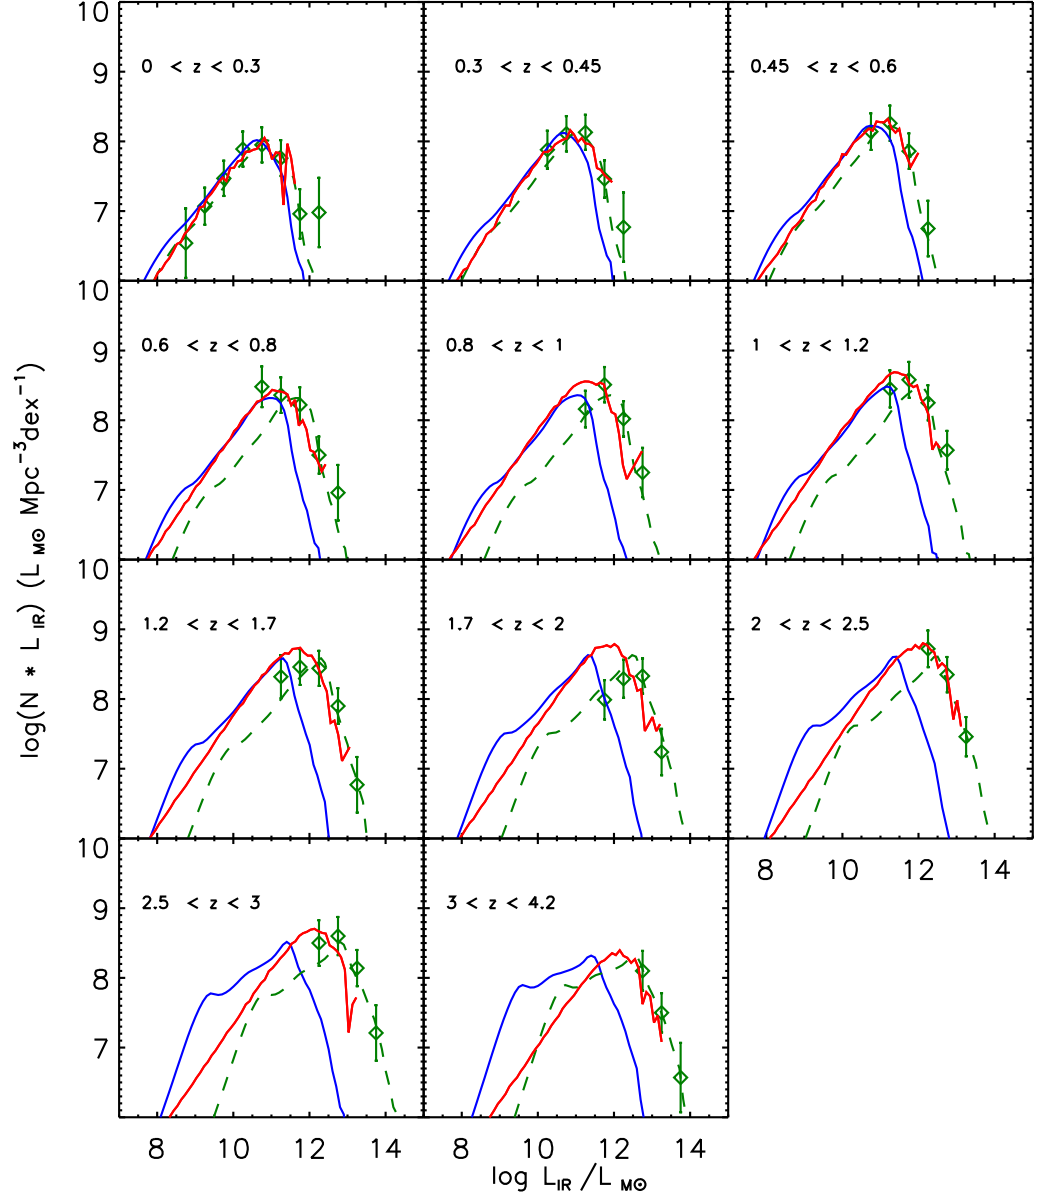 10
0 < z < 0.3
0.3 < z < 0.45
0.45 < z < 0.6
9
8
7
10
0.6 < z < 0.8
0.8 < z < 1
1 < z < 1.2
9
8
7
log(N * L_IR) (L_M⊙ Mpc^−3 dex^−1)
10
1.2 < z < 1.7
1.7 < z < 2
2 < z < 2.5
9
8
7
8 10 12 14
10
2.5 < z < 3
3 < z < 4.2
9
8
7
8 10 12 14
8 10 12 14
log L_IR /L_M⊙